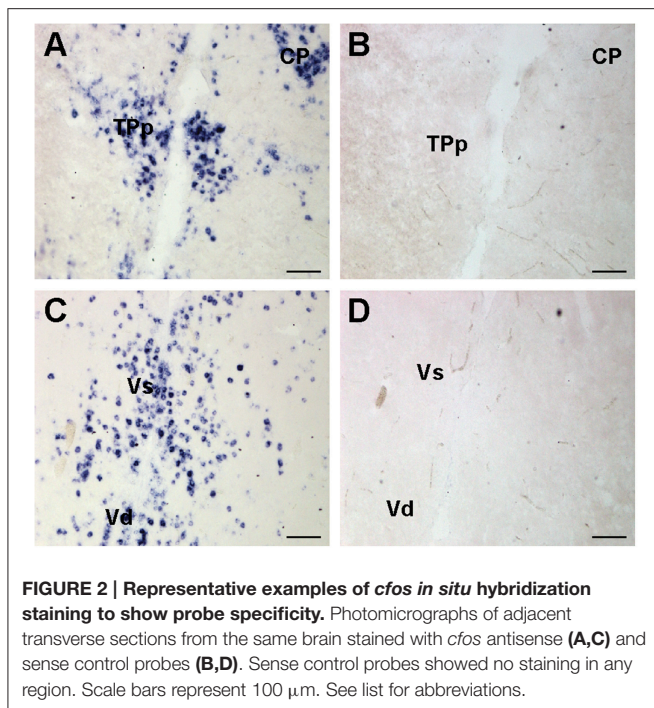 A
CP
TPp
B
CP
TPp
C
Vs
Vd
D
Vs
Vd
FIGURE 2 | Representative examples of cfos in situ hybridization
staining to show probe specificity. Photomicrographs of adjacent
transverse sections from the same brain stained with cfos antisense (A,C) and
sense control probes (B,D). Sense control probes showed no staining in any
region. Scale bars represent 100 μm. See list for abbreviations.